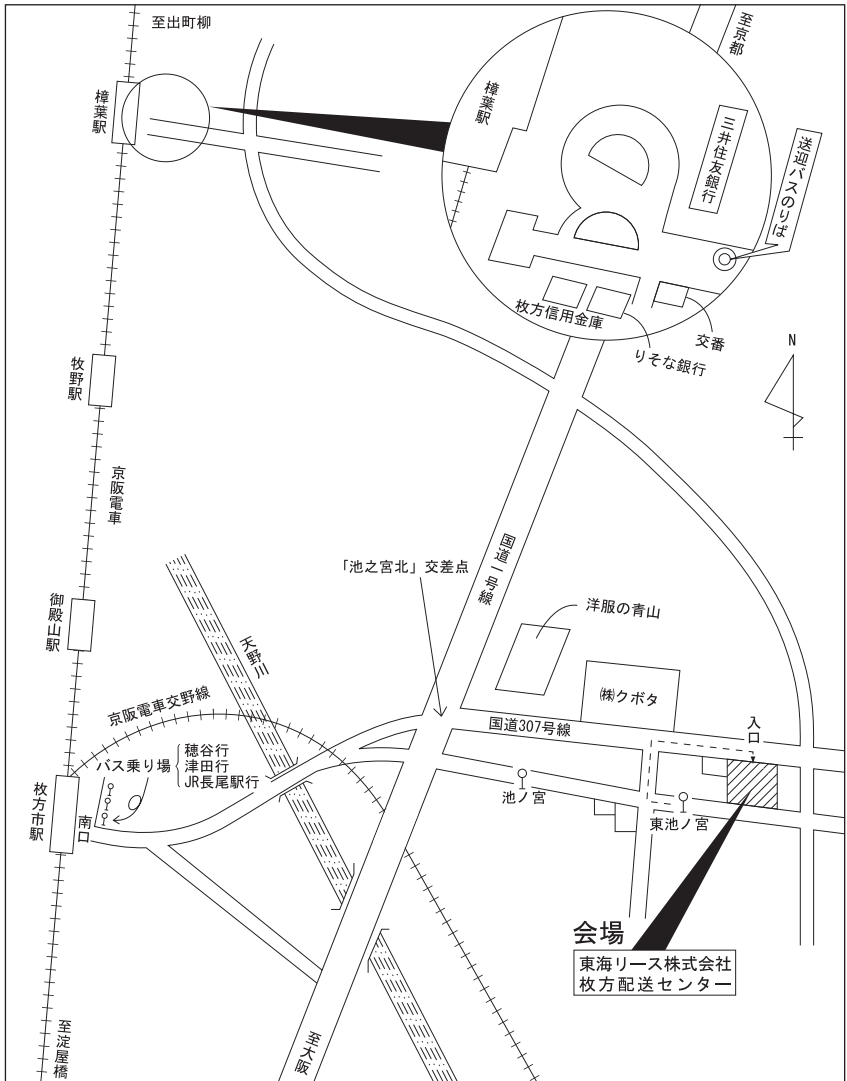 至出町柳
樟葉駅
樟葉駅
至京都
三井住友銀行
送迎バスのりば
枚方信用金庫
りそな銀行
交番
N
牧野駅
京阪電車
御殿山駅
国道一号線
「池之宮北」交差点
天野川
洋服の青山
㈱クボタ
京阪電車交野線
国道307号線
入口
バス乗り場
穂谷行
津田行
JR長尾駅行
枚方市駅
南口
池ノ宮
東池ノ宮
会場
東海リース株式会社
枚方配送センター
至淀屋橋
至大阪